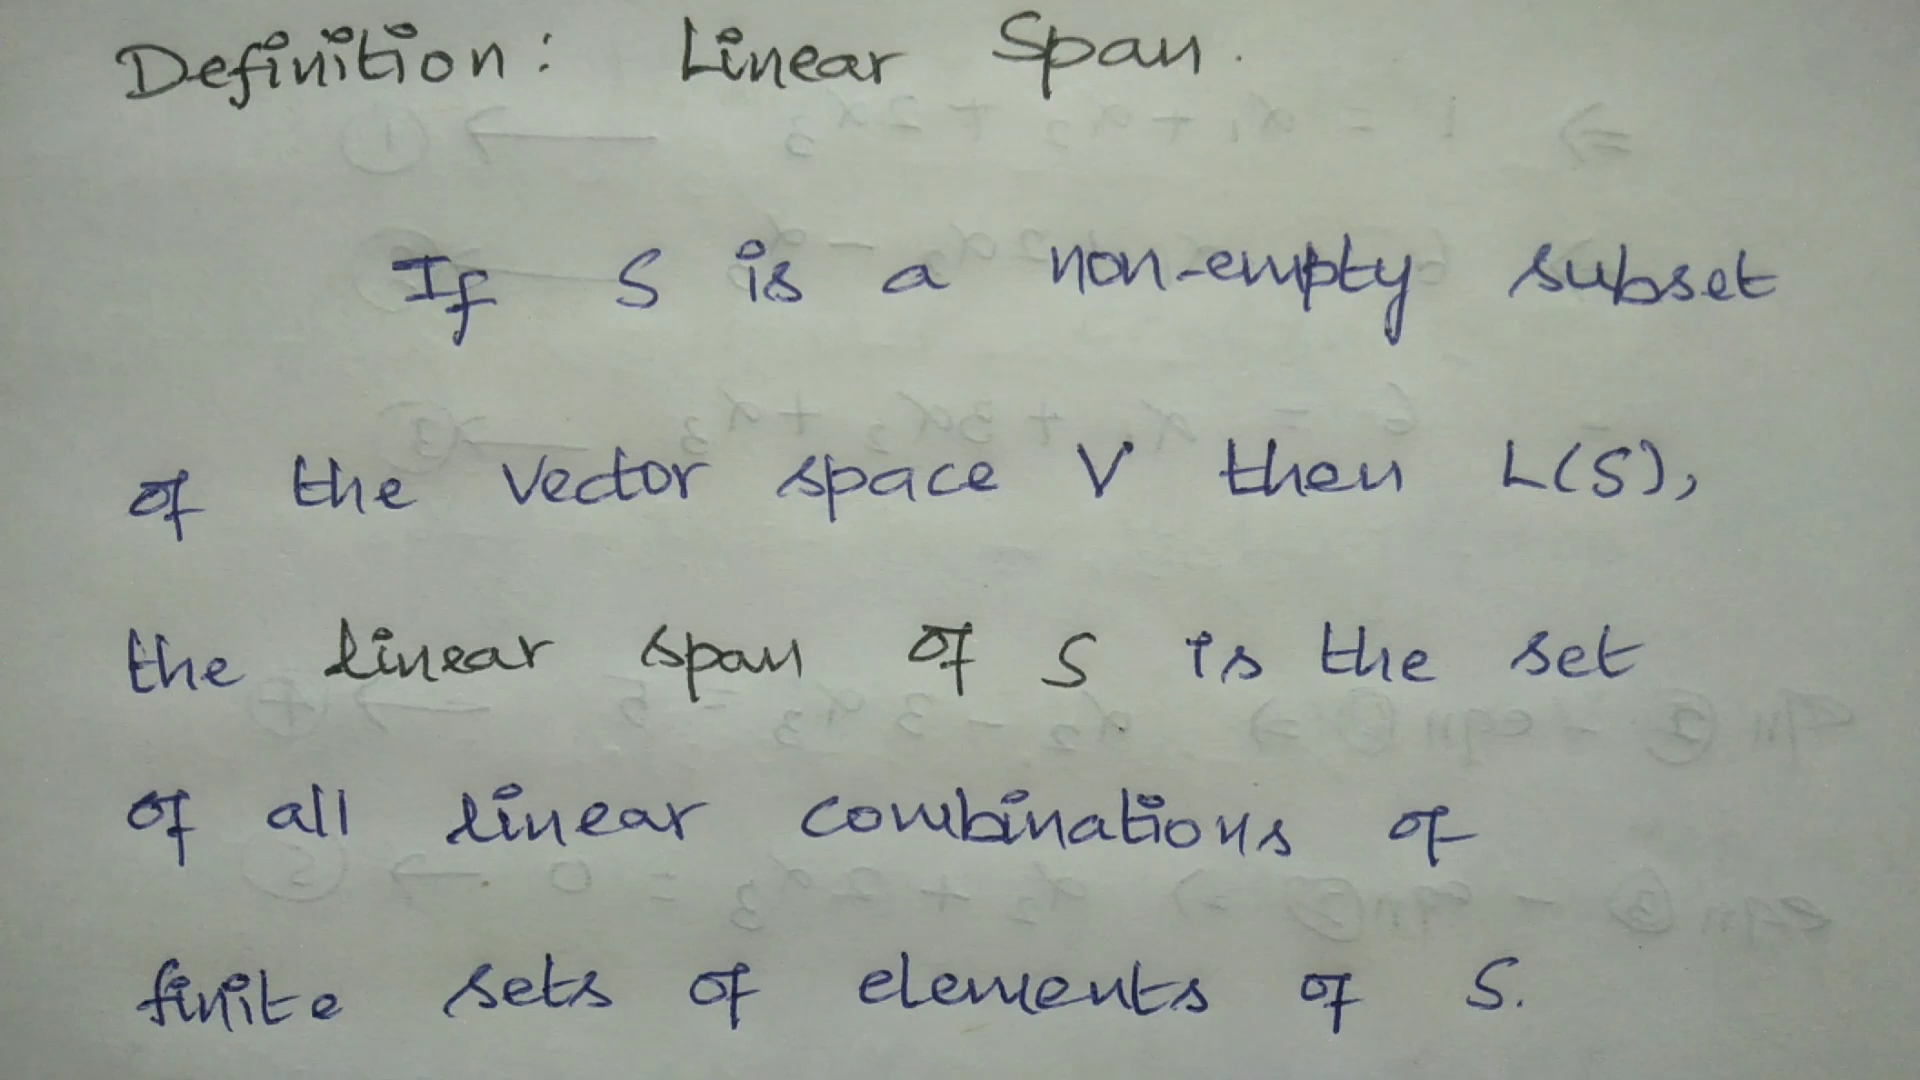 Definition: Linear Span.
If S is a non-empty subset
of the vector space V then L(S),
the linear span of S is the set
of all linear combinations of
finite sets of elements of S.